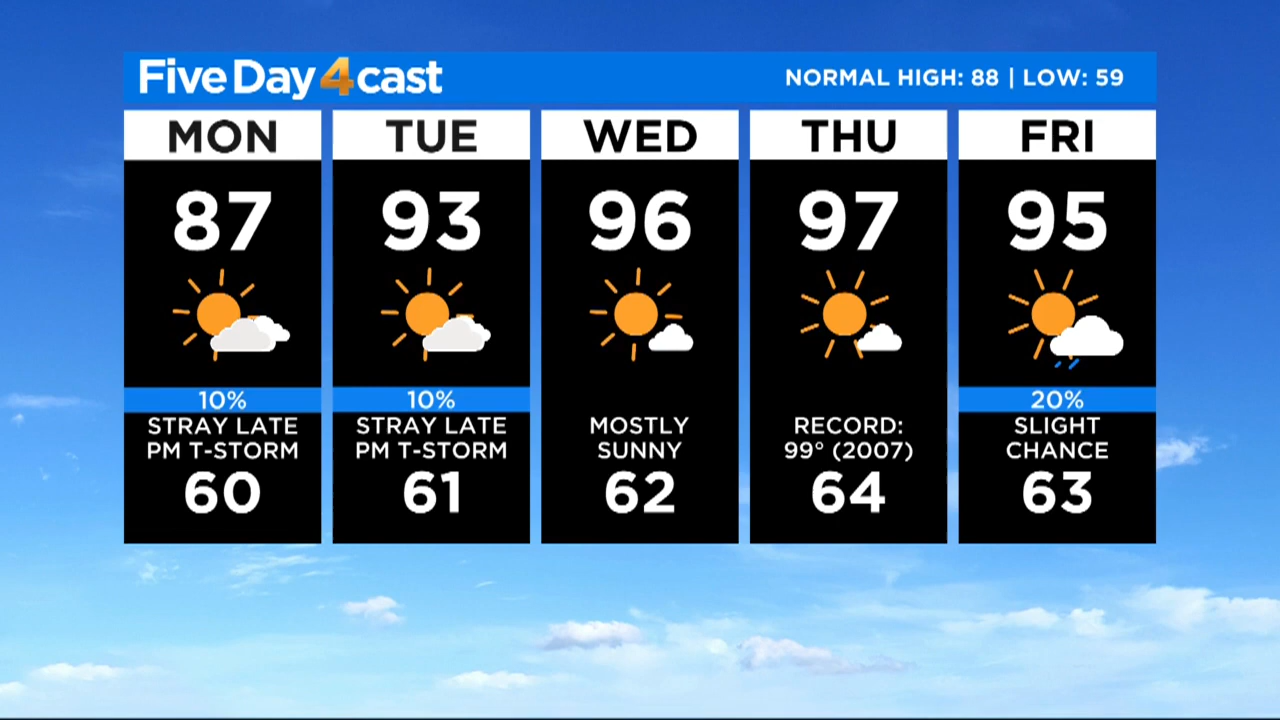 Five Day 4cast
NORMAL HIGH: 88 | LOW: 59
MON
87
10%
STRAY LATE
PM T-STORM
60
TUE
93
10%
STRAY LATE
PM T-STORM
61
WED
96
MOSTLY
SUNNY
62
THU
97
RECORD:
99° (2007)
64
FRI
95
20%
SLIGHT
CHANCE
63